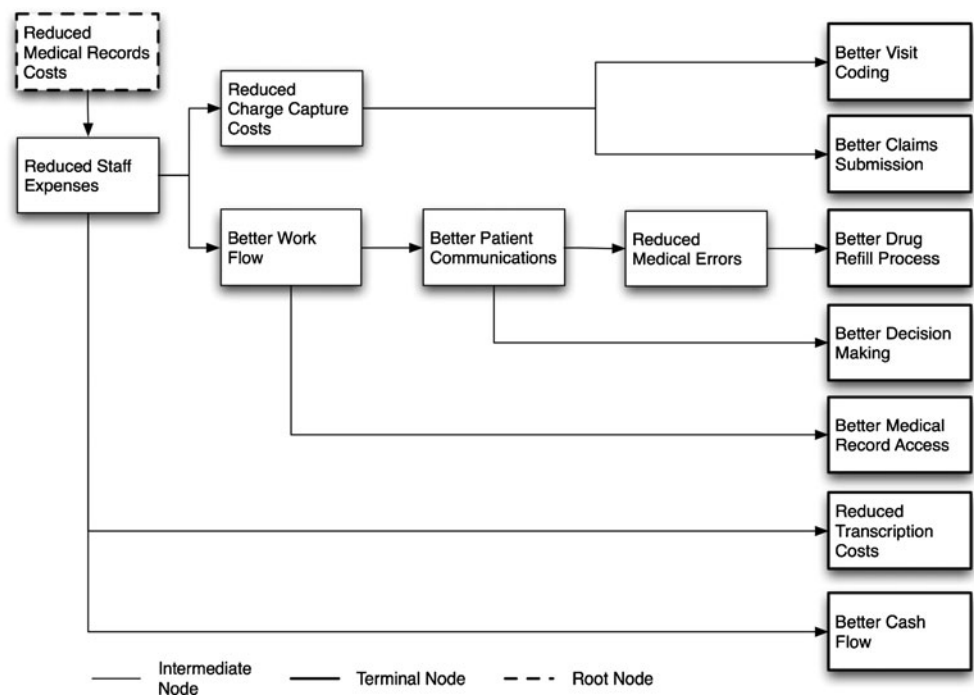 Reduced
Medical Records
Costs
Reduced Staff
Expenses
Reduced
Charge Capture
Costs
Better Work
Flow
Better Patient
Communications
Reduced
Medical Errors
Better Visit
Coding
Better Claims
Submission
Better Drug
Refill Process
Better Decision
Making
Better Medical
Record Access
Reduced
Transcription
Costs
Better Cash
Flow
Intermediate
Node
Terminal Node
Root Node